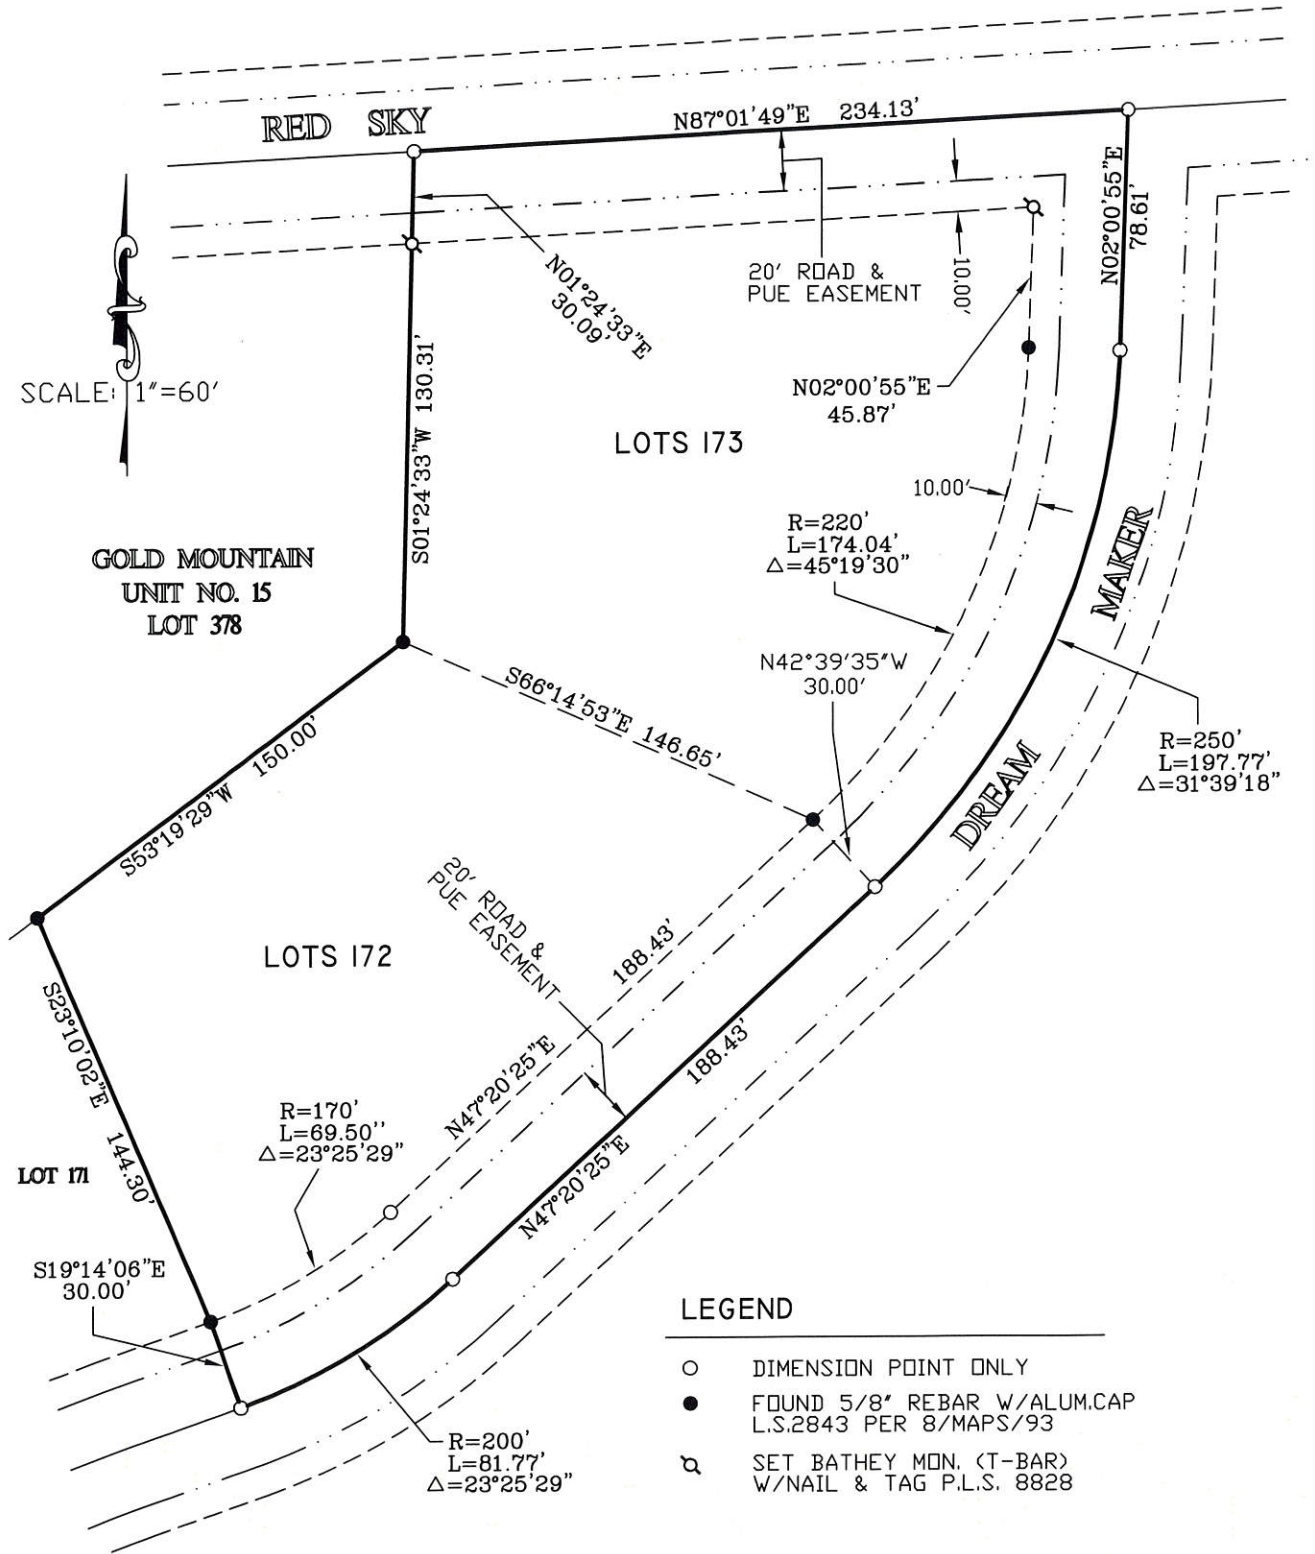 RED SKY
N87°01'49"E 234.13'
N02°00'55"E
78.61'
N01°24'33"E
30.09'
20' ROAD &
PUE EASEMENT
10.00'
SCALE: 1"=60'
S01°24'33"W 130.31'
N02°00'55"E
45.87'
LOTS 173
10.00'
R=220'
L=174.04'
△=45°19'30"
MAKER
GOLD MOUNTAIN
UNIT NO. 15
LOT 378
N42°39'35"W
30.00'
S66°14'53"E 146.65'
R=250'
L=197.77'
△=31°39'18"
DREAM
S53°19'29"W 150.00'
20' ROAD &
PUE EASEMENT
LOTS 172
188.43'
N47°20'25"E
188.43'
N47°20'25"E
S23°10'02"E 144.30'
R=170'
L=69.50''
△=23°25'29"
LOT 171
S19°14'06"E
30.00'
R=200'
L=81.77'
△=23°25'29"
LEGEND
DIMENSION POINT ONLY
FOUND 5/8" REBAR W/ALUM.CAP
L.S.2843 PER 8/MAPS/93
SET BATHEY MON. (T-BAR)
W/NAIL & TAG P.L.S. 8828